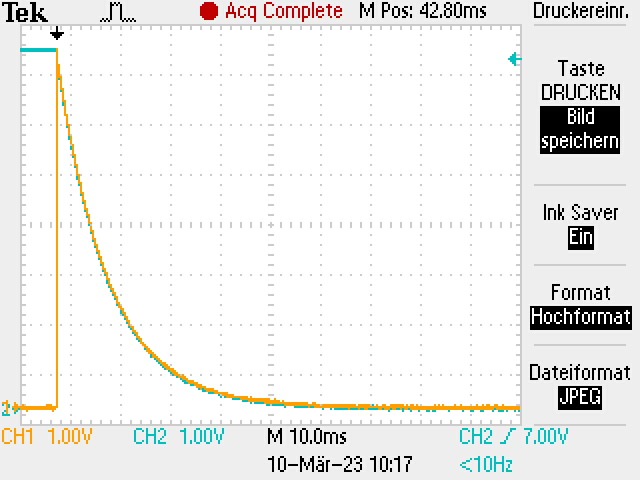 Tek
Acq Complete
M Pos: 42.80ms
Druckereinr.
Taste
DRUCKEN
Bild
speichern
Ink Saver
Ein
Format
Hochformat
Dateiformat
JPEG
CH1 1.00V
CH2 1.00V
M 10.0ms
CH2 7.00V
10-Mär-23 10:17
<10Hz